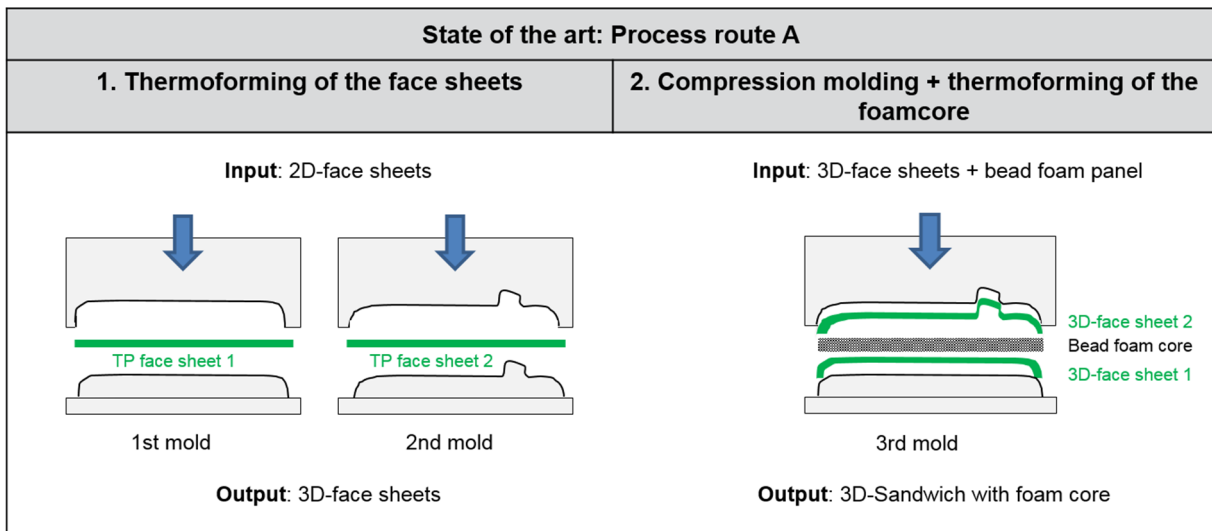 State of the art: Process route A
1. Thermoforming of the face sheets
2. Compression molding + thermoforming of the
foamcore
Input: 2D-face sheets
TP face sheet 1
TP face sheet 2
1st mold
2nd mold
Output: 3D-face sheets
Input: 3D-face sheets + bead foam panel
3D-face sheet 2
Bead foam core
3D-face sheet 1
3rd mold
Output: 3D-Sandwich with foam core